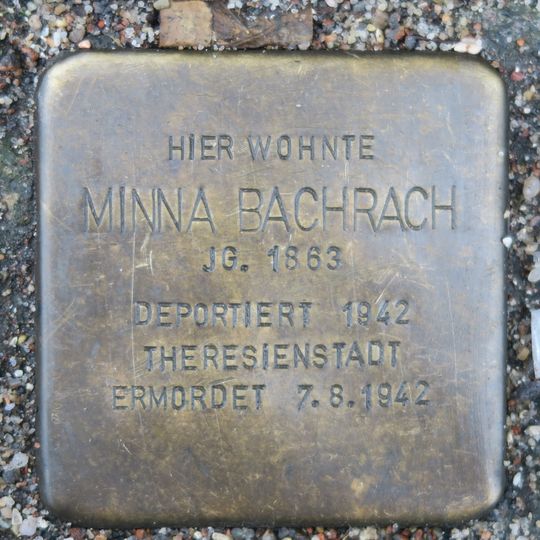 HIER WOHNTE
MINNA BACHRACH
JG. 1863
DEPORTIERT 1942
THERESIENSTADT
ERMORDET 7.8.1942